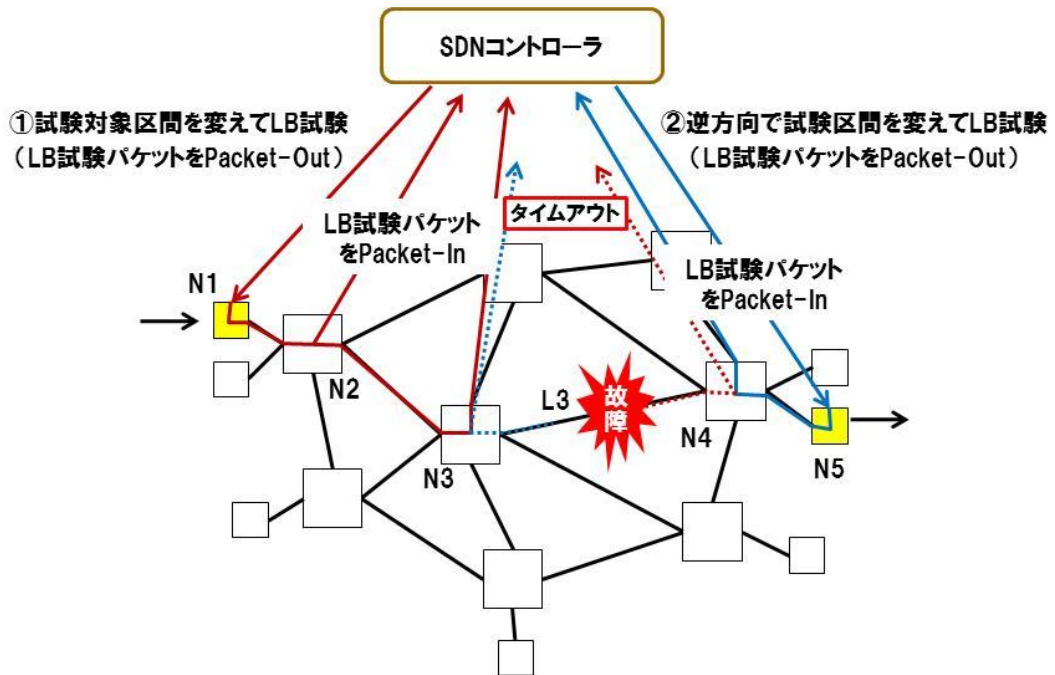 SDNコントローラ
①試験対象区間を変えてLB試験
（LB試験パケットをPacket-Out）
②逆方向で試験区間を変えてLB試験
（LB試験パケットをPacket-Out）
タイムアウト
LB試験パケット
をPacket-In
LB試験パケット
をPacket-In
N1
N2
L3
故障
N3
N4
N5